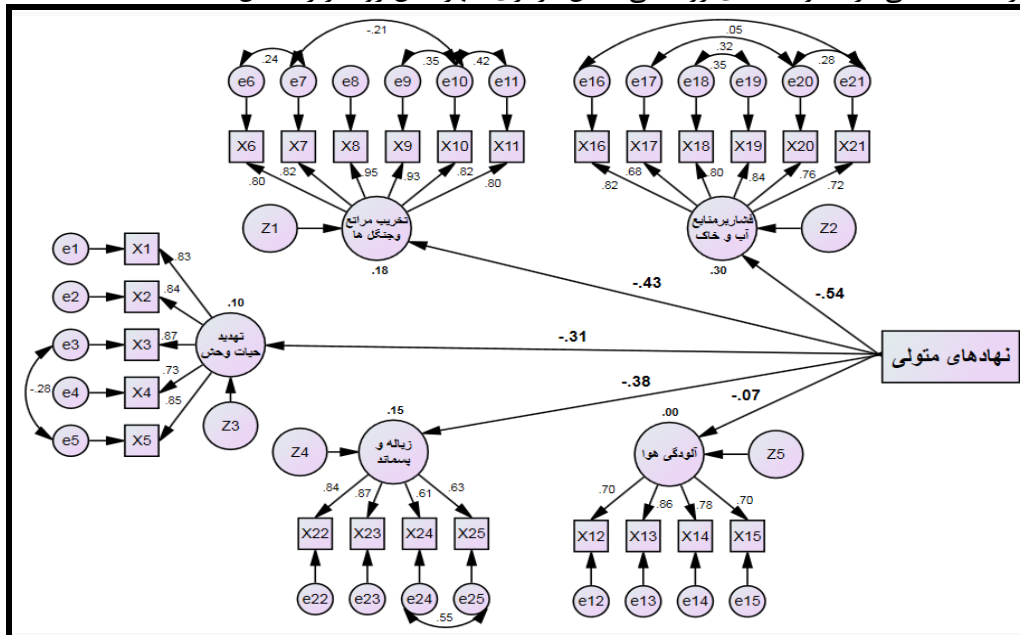 -.21
.24
.35
.42
e6
e7
e8
e9
e10
e11
X6
X7
X8
X9
X10
X11
.80
.82
.95
.93
.82
.80
Z1
تخریب مراتع
وجنگل ها
.18
.05
.32
.35
.28
e16
e17
e18
e19
e20
e21
X16
X17
X18
X19
X20
X21
.82
.68
.80
.84
.76
.72
فشاربرمنابع
آب و خاک
Z2
.30
-.43
-.54
e1
X1
.83
e2
X2
.84
e3
X3
.87
e4
X4
.73
e5
X5
.85
-.28
.10
تهدید
حیات وحش
Z3
-.31
نهادهای متولی
-.38
-.07
.15
Z4
زباله و
پسماند
.84
.87
.61
.63
X22
X23
X24
X25
e22
e23
e24
e25
.55
.00
آلودگی هوا
Z5
.70
.86
.78
.70
X12
X13
X14
X15
e12
e13
e14
e15